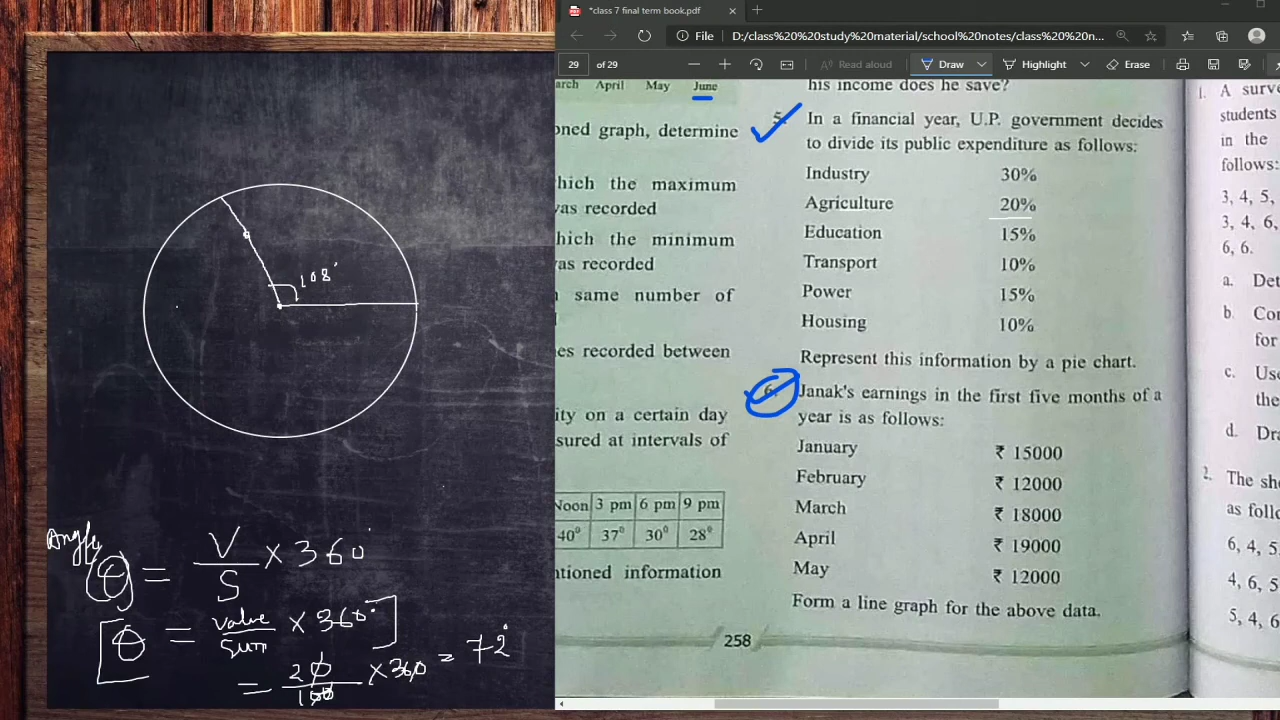 *class 7 final term book.pdf
File D:/class%20%20study%20material/school%20notes/class%20%20n...
29 of 29
Read aloud
Draw
Highlight
Erase
108°
Angle
θ = V/S × 360°
[θ = value/sum × 360°]
= 20/100 × 360 = 72°
arch April May June
oned graph, determine
hich the maximum
as recorded
hich the minimum
as recorded
same number of
es recorded between
ity on a certain day
sured at intervals of
Noon 3 pm 6 pm 9 pm
40° 37° 30° 28°
ntioned information
his income does he save?
5. In a financial year, U.P. government decides
to divide its public expenditure as follows:
Industry 30%
Agriculture 20%
Education 15%
Transport 10%
Power 15%
Housing 10%
Represent this information by a pie chart.
6. Janak's earnings in the first five months of a
year is as follows:
January ₹ 15000
February ₹ 12000
March ₹ 18000
April ₹ 19000
May ₹ 12000
Form a line graph for the above data.
258
1. A surve
students
in the
follows:
3, 4, 5,
3, 4, 6,
6, 6.
a. Det
b. Co
for
c. Use
the
d. Dra
2. The sh
as follo
6, 4, 5
4, 6, 5
5, 4, 6